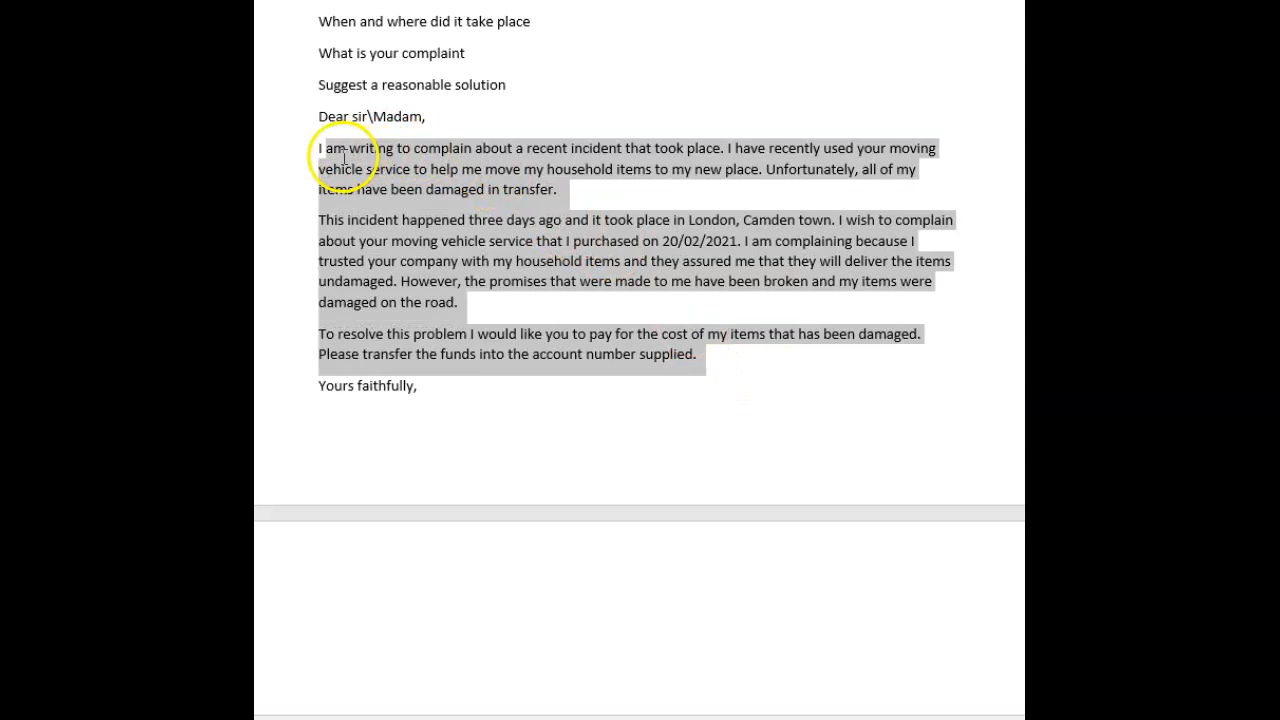 When and where did it take place
What is your complaint
Suggest a reasonable solution
Dear sir\Madam,
I am writing to complain about a recent incident that took place. I have recently used your moving
vehicle service to help me move my household items to my new place. Unfortunately, all of my
items have been damaged in transfer.
This incident happened three days ago and it took place in London, Camden town. I wish to complain
about your moving vehicle service that I purchased on 20/02/2021. I am complaining because I
trusted your company with my household items and they assured me that they will deliver the items
undamaged. However, the promises that were made to me have been broken and my items were
damaged on the road.
To resolve this problem I would like you to pay for the cost of my items that has been damaged.
Please transfer the funds into the account number supplied.
Yours faithfully,